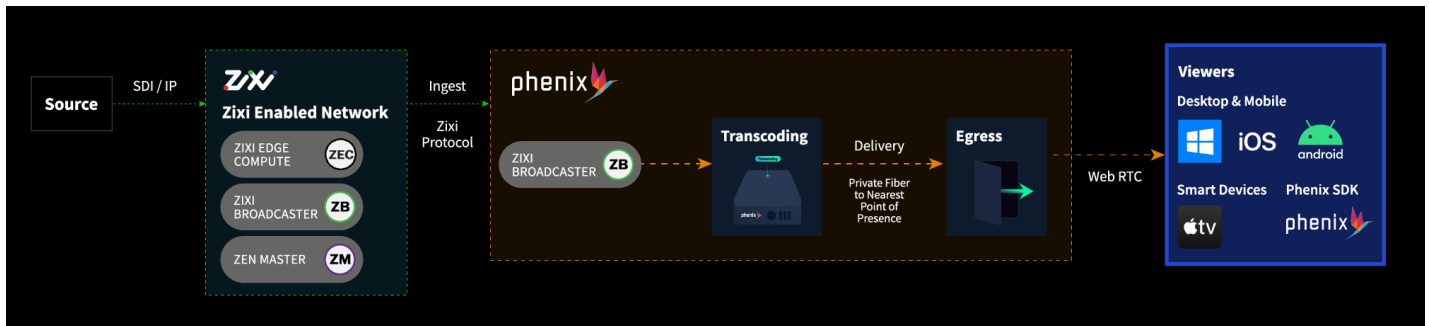 Source
SDI / IP
ZiXi
Zixi Enabled Network
ZIXI EDGE
COMPUTE
ZEC
ZIXI
BROADCASTER
ZB
ZEN MASTER
ZM
Ingest
Zixi
Protocol
phenix
ZIXI
BROADCASTER
ZB
Transcoding
Transcoding
phenix
Delivery
Private Fiber
to Nearest
Point of
Presence
Egress
Web RTC
Viewers
Desktop & Mobile
iOS
android
Smart Devices
tv
Phenix SDK
phenix